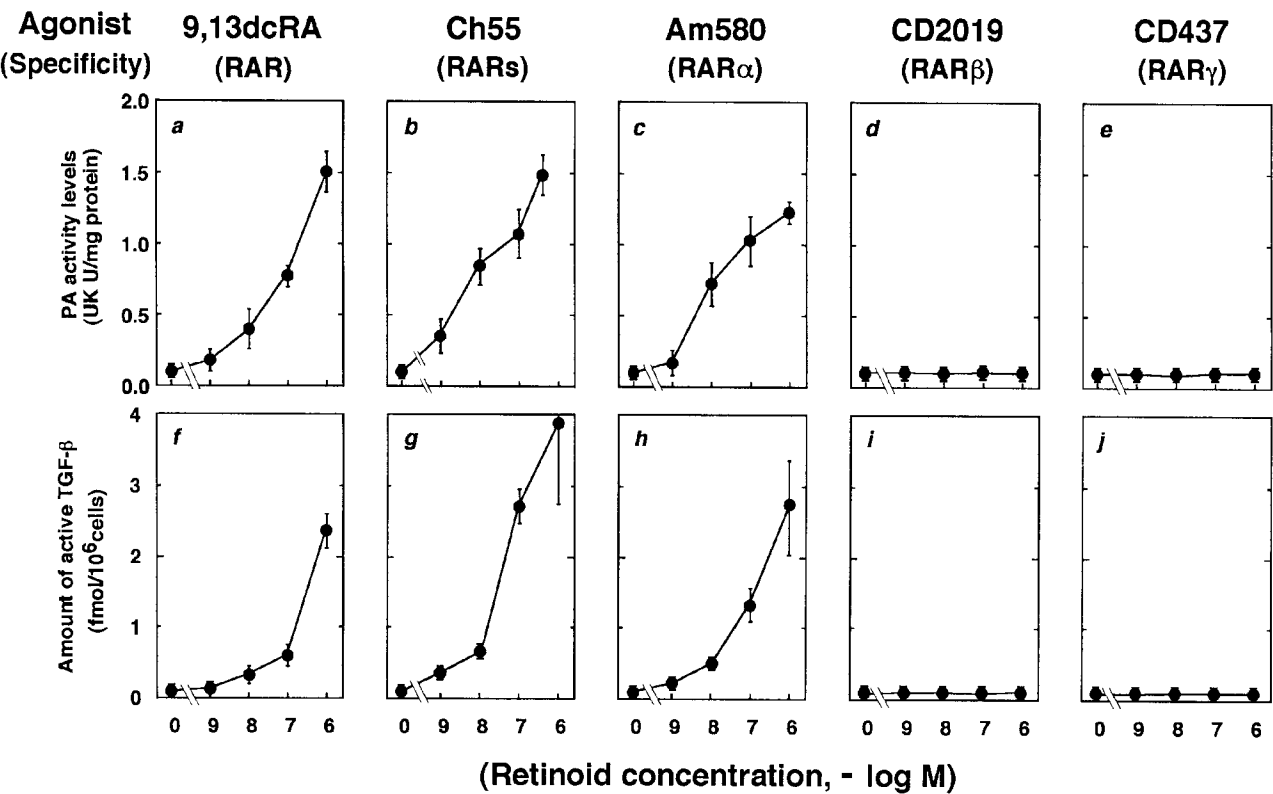 Agonist 9,13dcRA Ch55 Am580 CD2019 CD437
(Specificity) (RAR) (RARs) (RARα) (RARβ) (RARγ)
PA activity levels
(UK U/mg protein)
2.0
1.5
1.0
0.5
0.0
a b c d e
Amount of active TGF-β
(fmol/10⁶cells)
4
3
2
1
0
f g h i j
0 9 8 7 6 0 9 8 7 6 0 9 8 7 6 0 9 8 7 6 0 9 8 7 6
(Retinoid concentration, - log M)